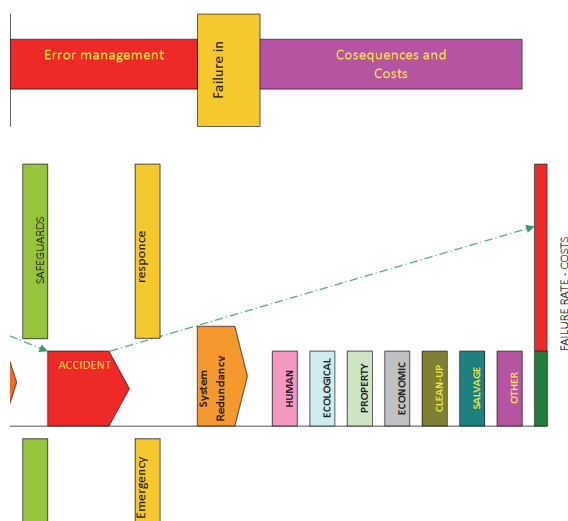 Error management
Failure in
Cosequences and
Costs
SAFEGUARDS
responce
FAILURE RATE - COSTS
ACCIDENT
System
Redundancy
HUMAN
ECOLOGICAL
PROPERTY
ECONOMIC
CLEAN-UP
SALVAGE
OTHER
Emergency